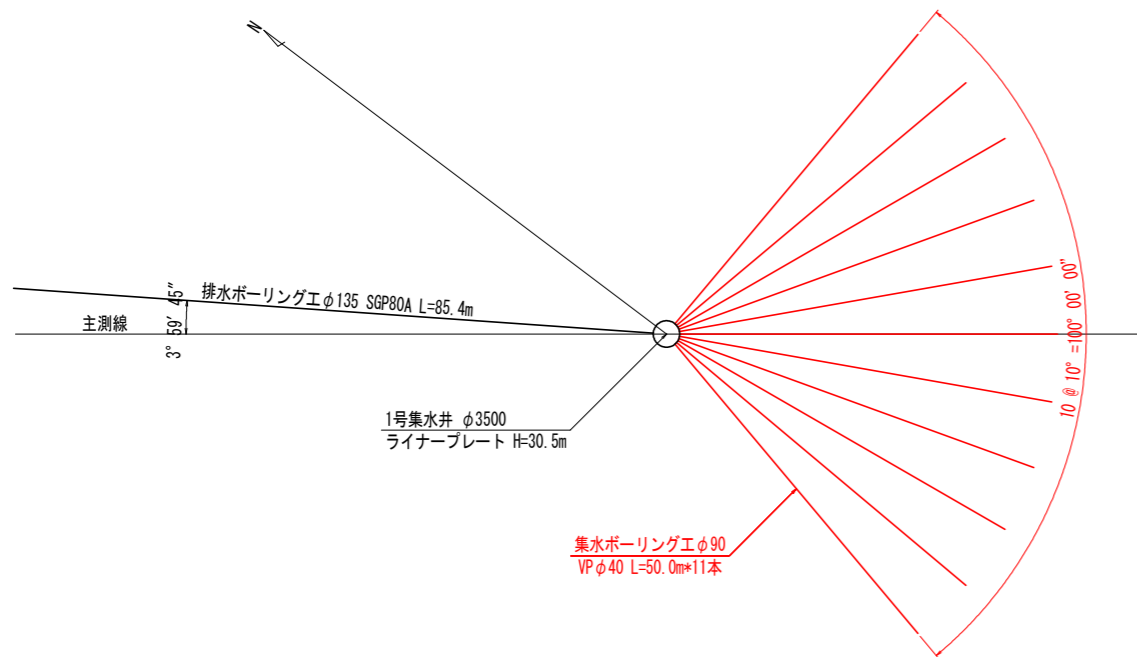 N
排水ボーリング工φ135 SGP80A L=85.4m
3° 59′ 45″
主測線
1号集水井 φ3500
ライナープレート H=30.5m
集水ボーリング工φ90
VPφ40 L=50.0m*11本
10 @ 10° =100° 00′ 00″